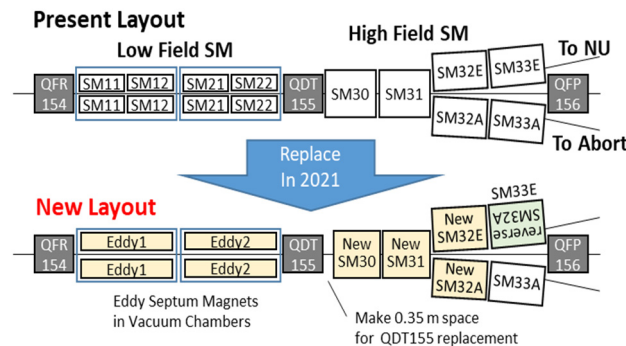 Present Layout
Low Field SM
High Field SM
To NU
QFR
154
SM11 SM12 SM21 SM22
SM11 SM12 SM21 SM22
QDT
155
SM30 SM31
SM32E SM33E
SM32A SM33A
QFP
156
To Abort
Replace
In 2021
New Layout
SM33E
QFR
154
Eddy1 Eddy2
Eddy1 Eddy2
QDT
155
New
SM30
New
SM31
New
SM32E
reverse
SM32A
New
SM32A
SM33A
QFP
156
Eddy Septum Magnets
in Vacuum Chambers
Make 0.35 m space
for QDT155 replacement